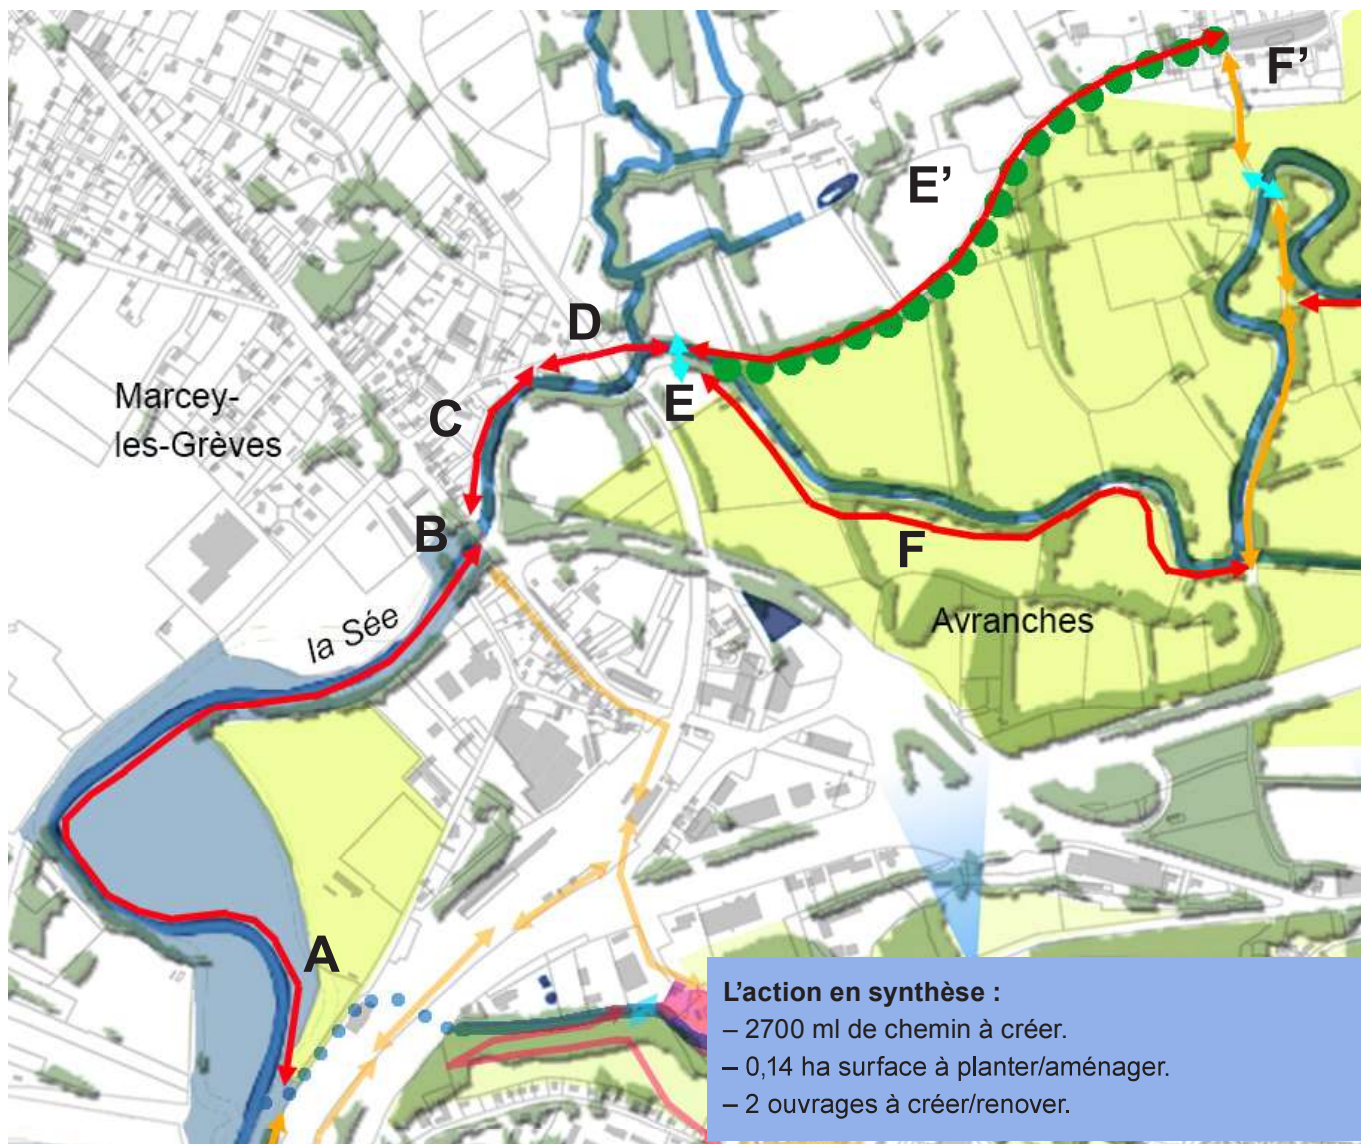 F’
E’
D
E
Marcey-
les-Grèves
C
B
F
Avranches
la Sée
A
L'action en synthèse :
– 2700 ml de chemin à créer.
– 0,14 ha surface à planter/aménager.
– 2 ouvrages à créer/renover.